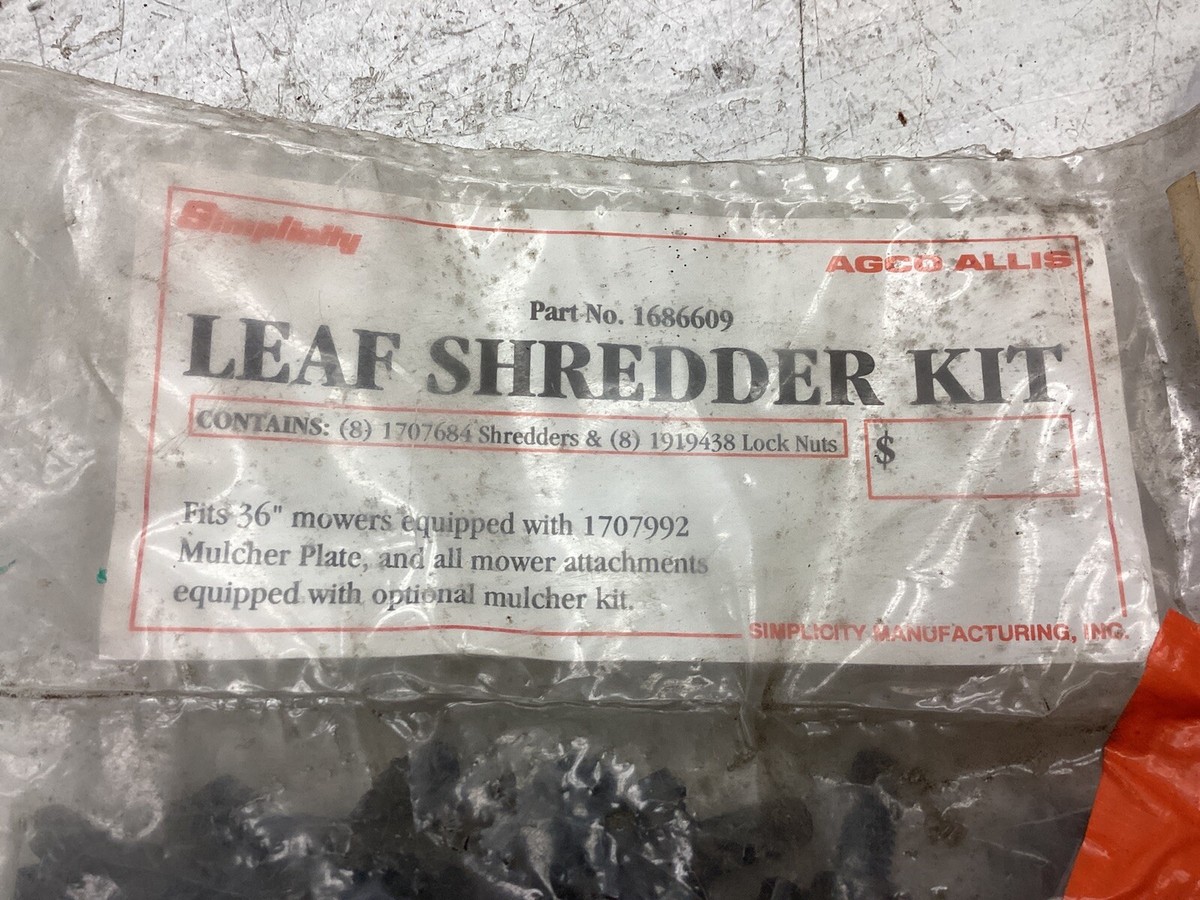 Simplicity
AGCO ALLIS
Part No. 1686609
LEAF SHREDDER KIT
CONTAINS: (8) 1707684 Shredders & (8) 1919438 Lock Nuts
$
Fits 36" mowers equipped with 1707992
Mulcher Plate, and all mower attachments
equipped with optional mulcher kit.
SIMPLICITY MANUFACTURING, INC.